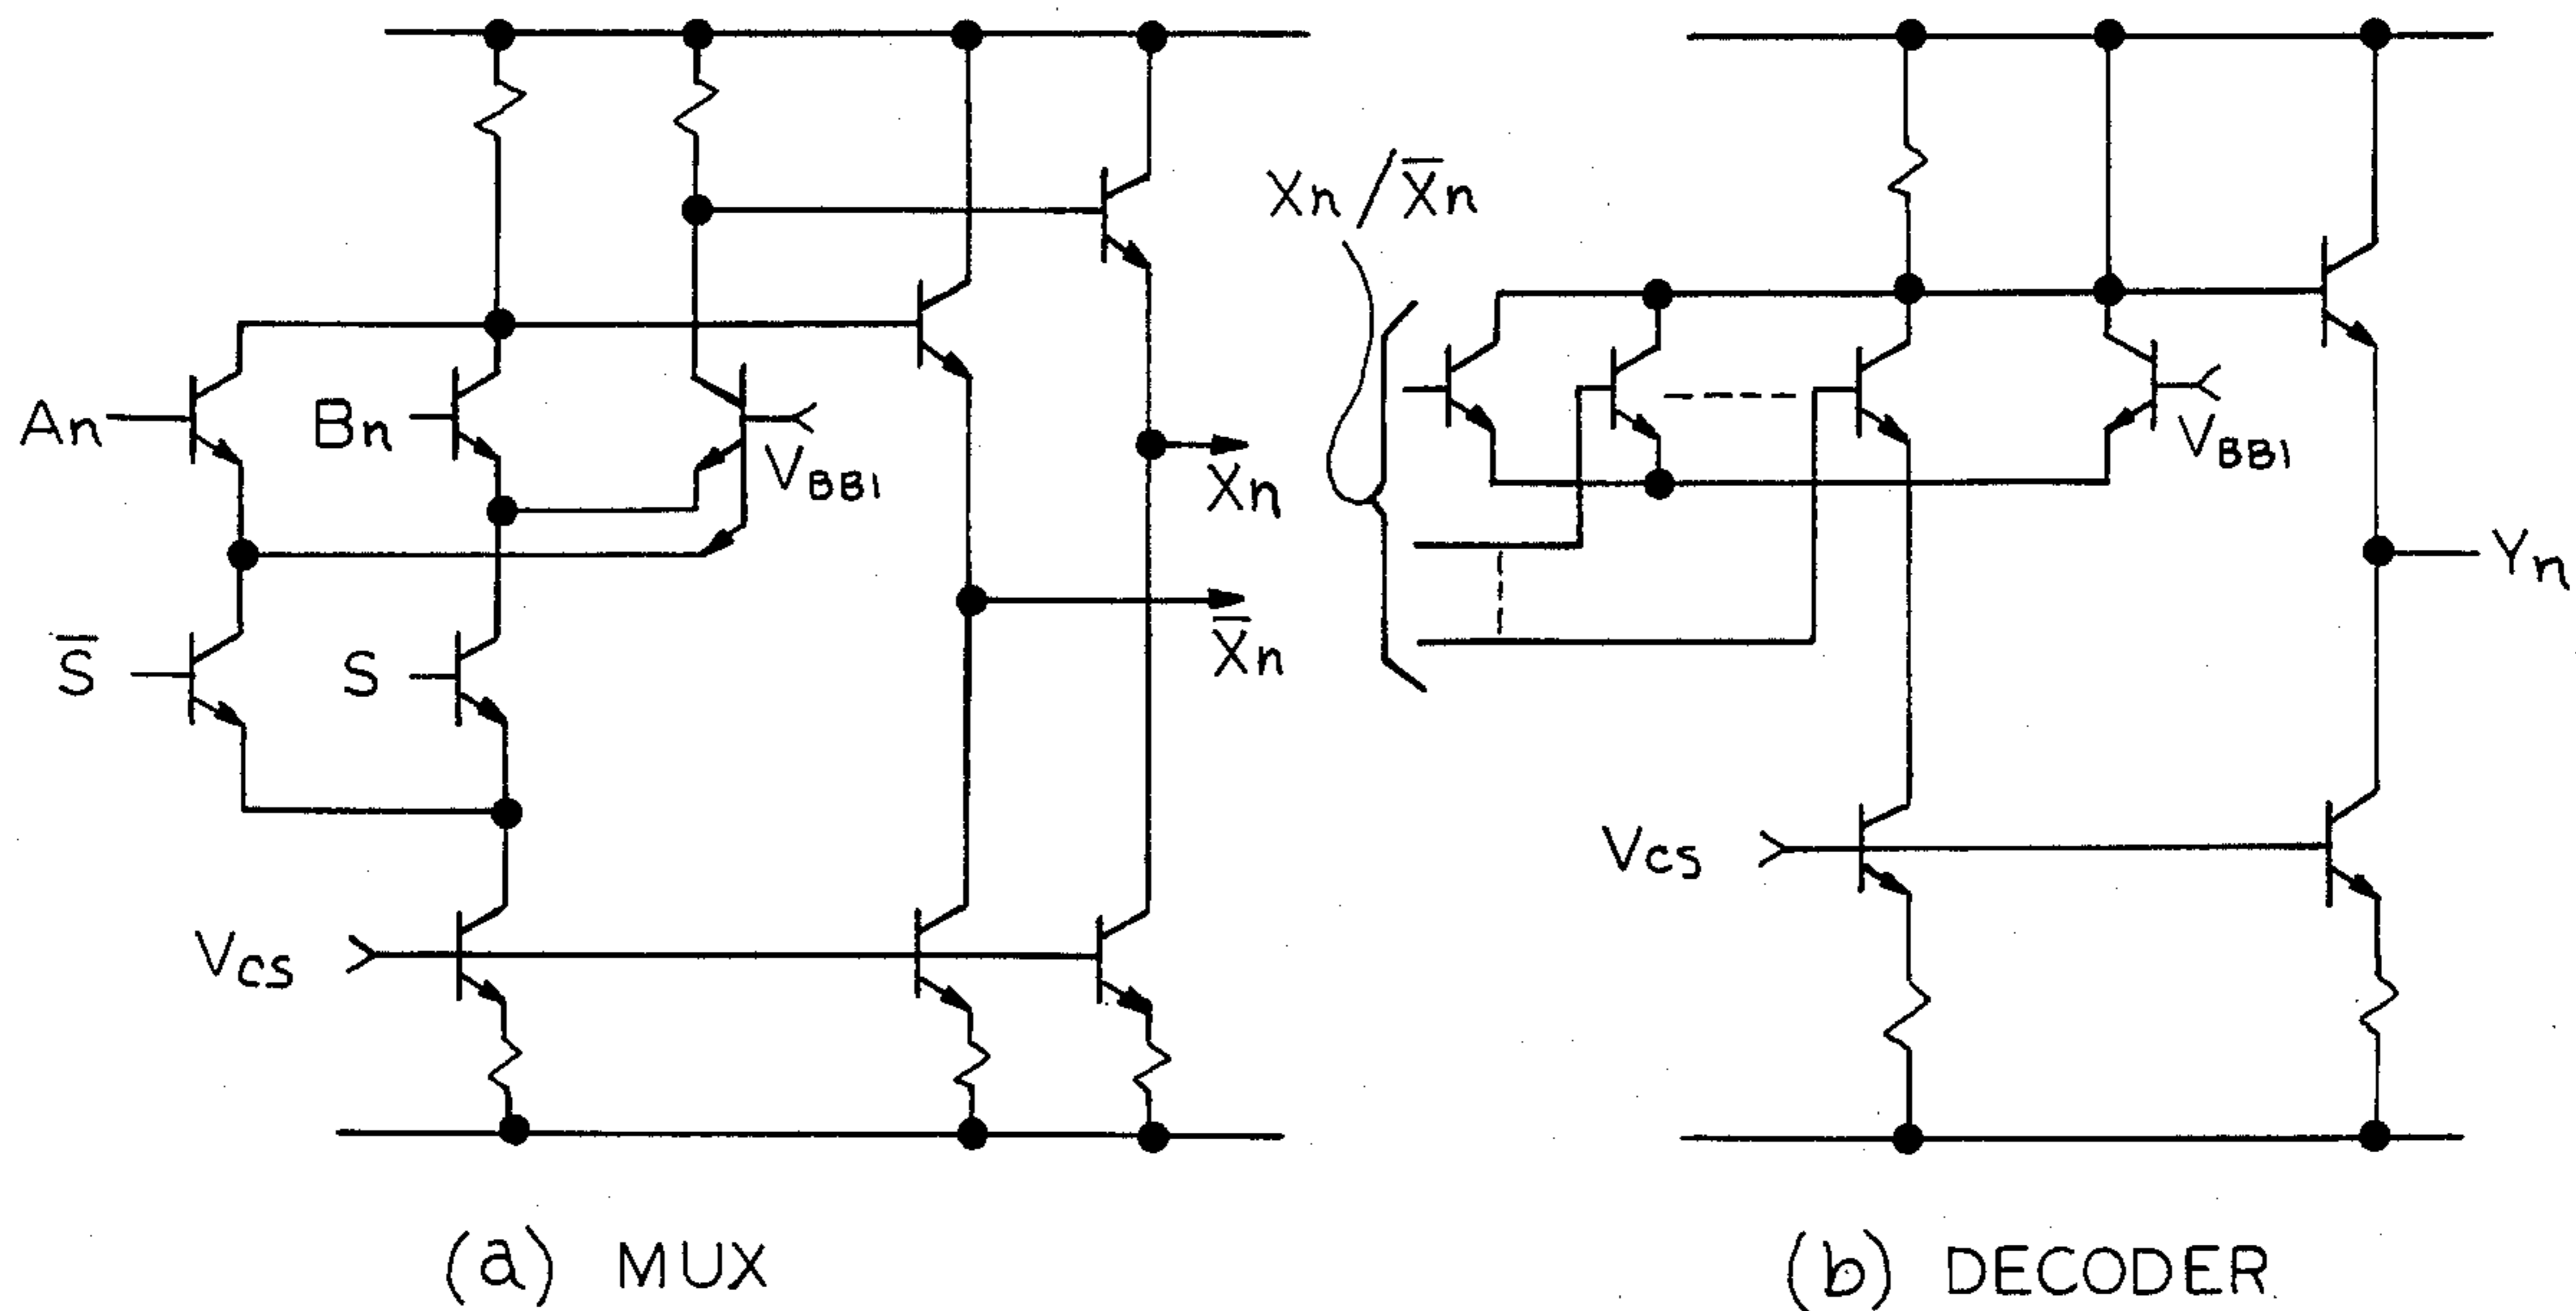 Xn/X̅n
An
Bn
VBB1
Xn
S̅
S
X̅n
VCS
VBB1
Yn
VCS
(a) MUX
(b) DECODER